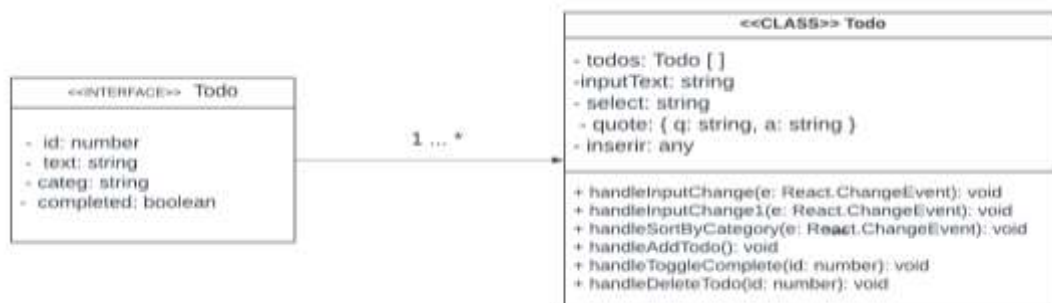 <<INTERFACE>> Todo
- id: number
- text: string
- categ: string
- completed: boolean
1 ... *
<<CLASS>> Todo
- todos: Todo [ ]
-inputText: string
- select: string
- quote: { q: string, a: string }
- inserir: any
+ handleInputChange(e: React.ChangeEvent): void
+ handleInputChange1(e: React.ChangeEvent): void
+ handleSortByCategory(e: React.ChangeEvent): void
+ handleAddTodo(): void
+ handleToggleComplete(id: number): void
+ handleDeleteTodo(id: number): void